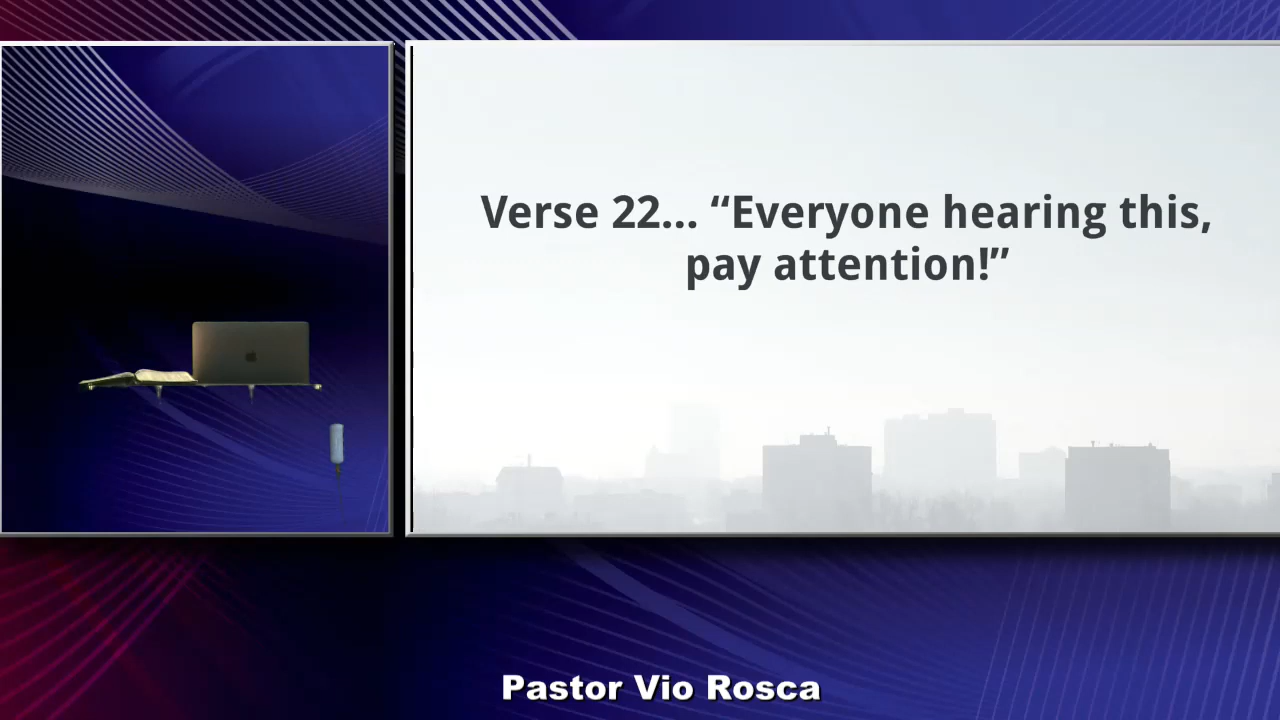 Verse 22... “Everyone hearing this,
pay attention!”
Pastor Vio Rosca